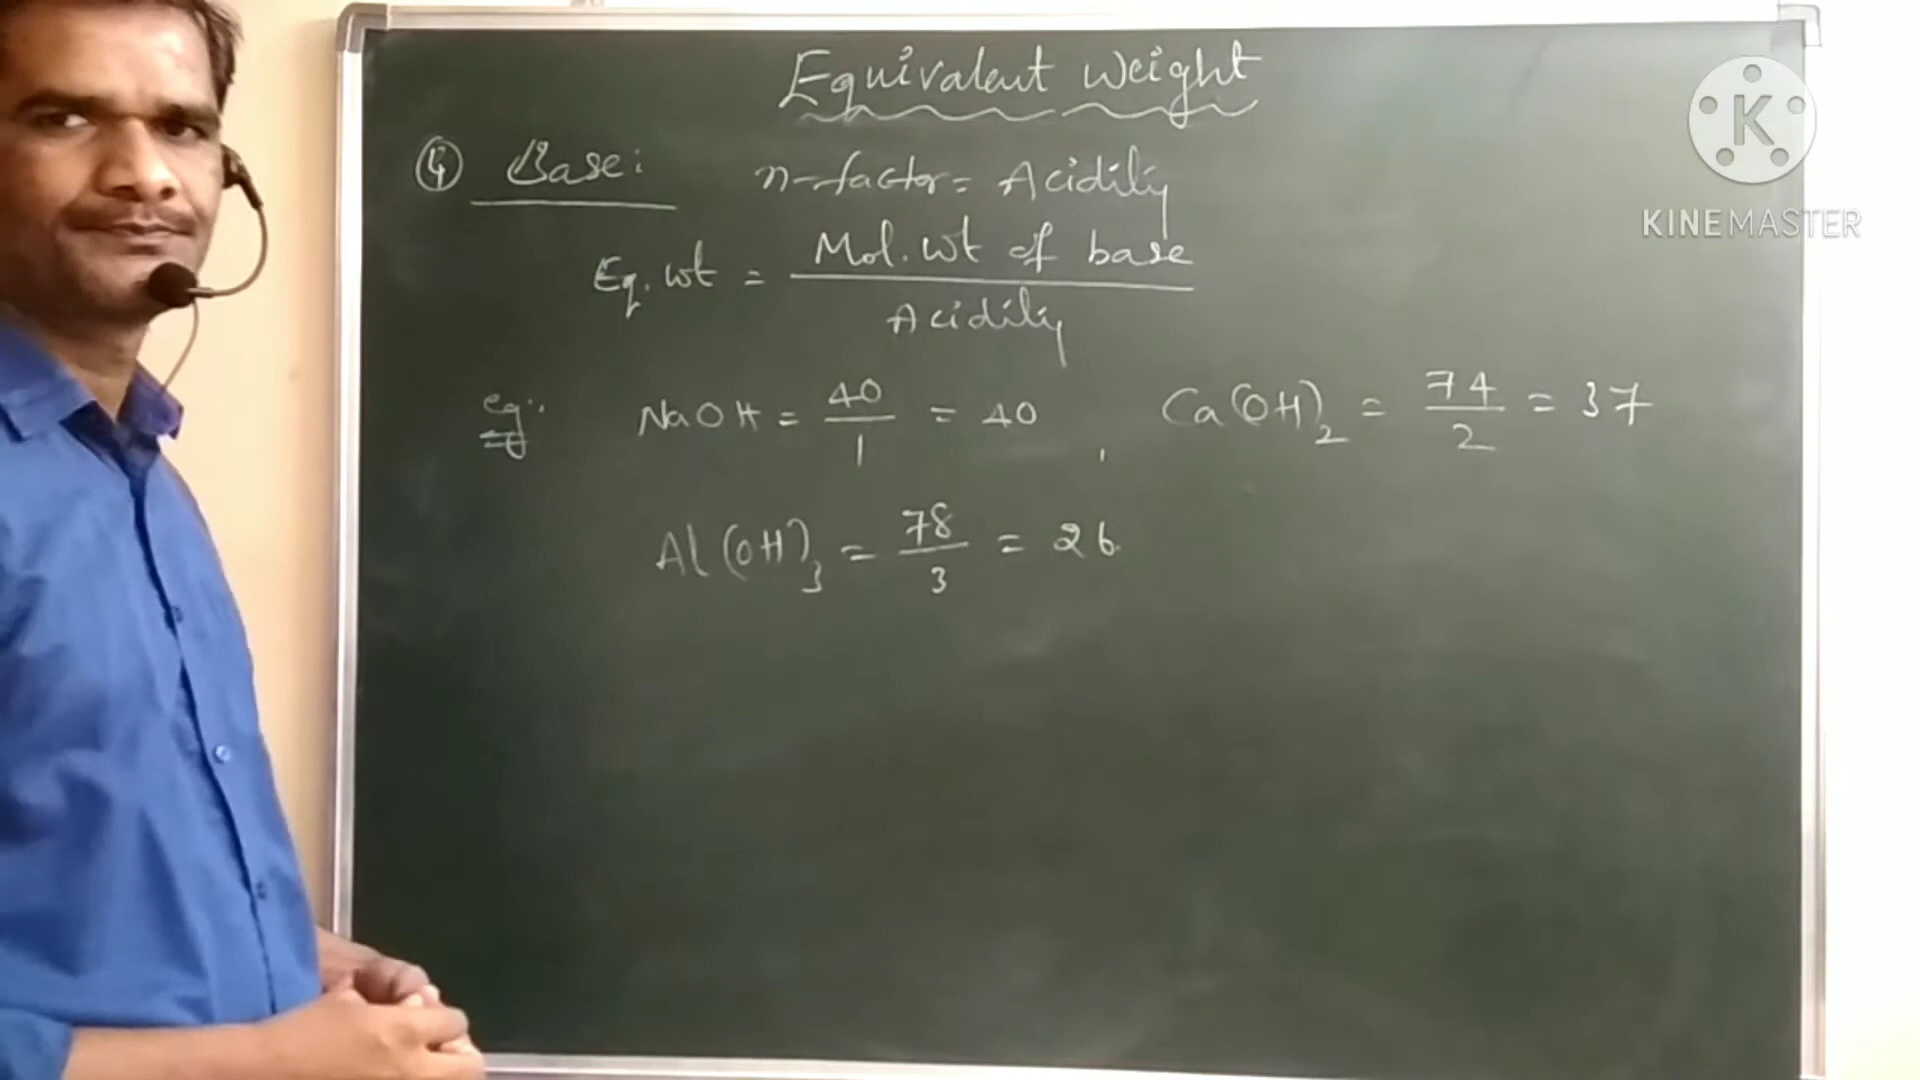 Equivalent Weight
④ Base: n-factor = Acidity
Eq. wt = Mol. wt of base / Acidity
eg:. NaOH = 40/1 = 40 , Ca(OH)₂ = 74/2 = 37
Al(OH)₃ = 78/3 = 26
K
KINEMASTER